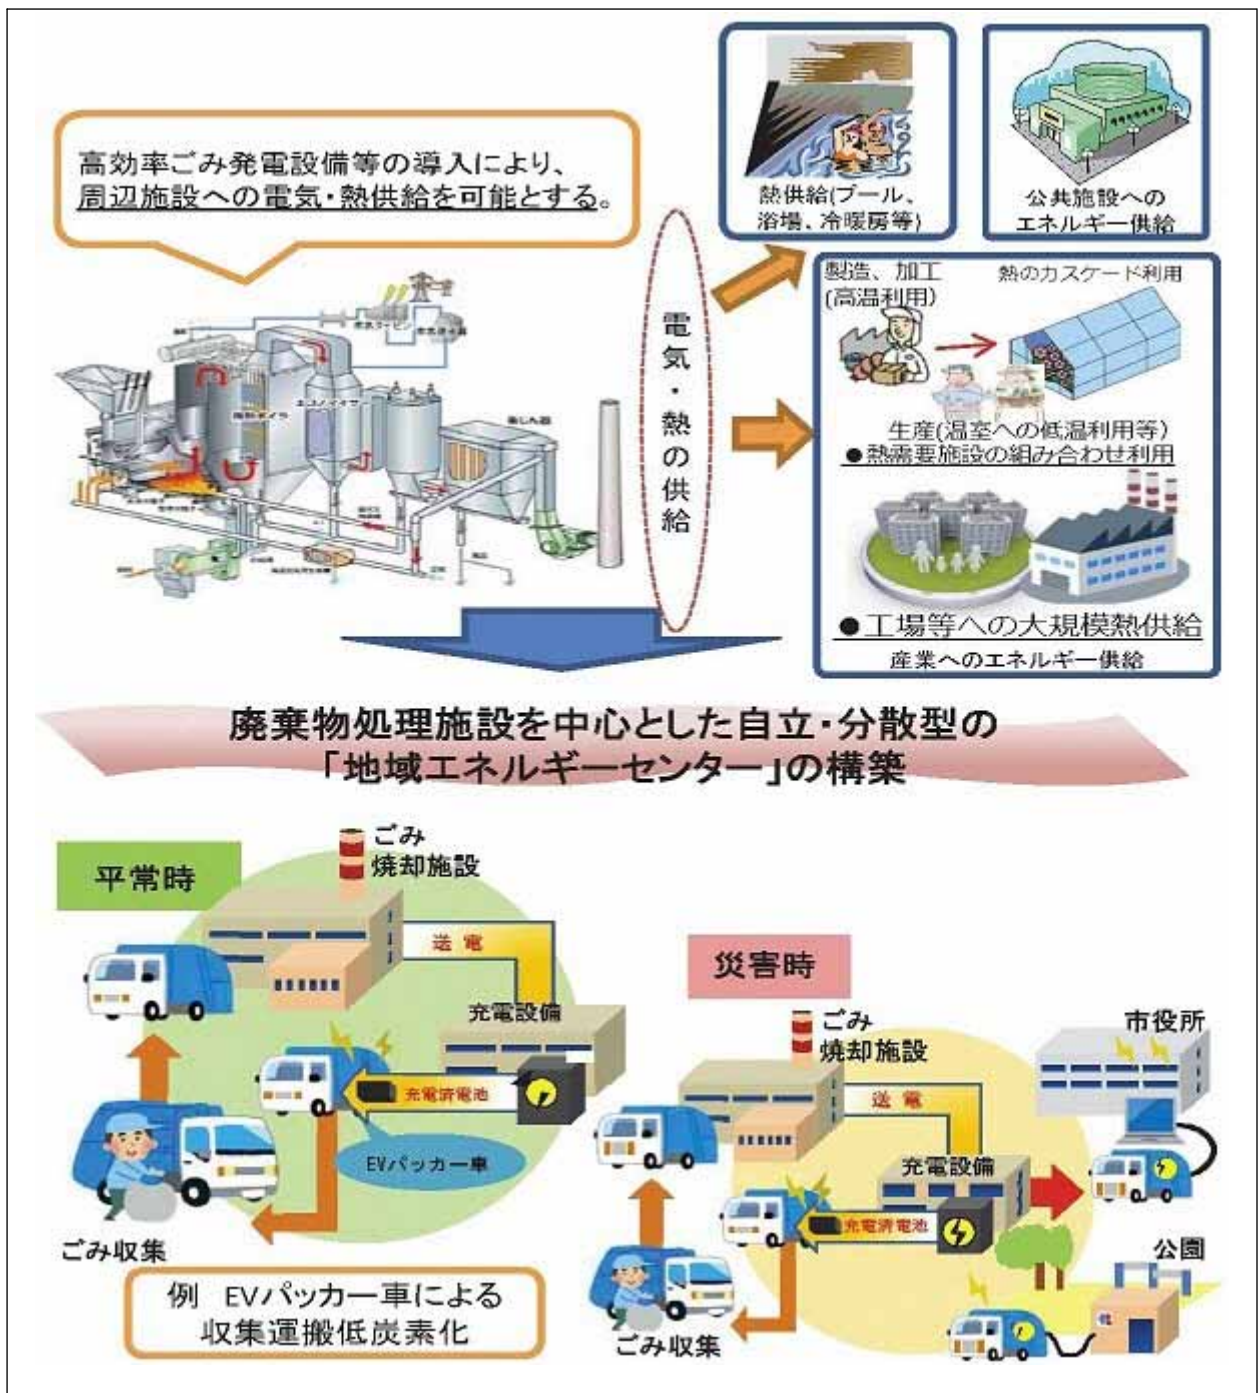 高効率ごみ発電設備等の導入により、
周辺施設への電気・熱供給を可能とする。
熱供給(プール、
浴場、冷暖房等)
公共施設への
エネルギー供給
電気・熱の供給
製造、加工
(高温利用)
熱のカスケード利用
生産(温室への低温利用等)
●熱需要施設の組み合わせ利用
●工場等への大規模熱供給
産業へのエネルギー供給
エコノマイザ
廃棄物処理施設を中心とした自立・分散型の
「地域エネルギーセンター」の構築
平常時
ごみ
焼却施設
送電
充電設備
充電済電池
EVパッカー車
ごみ収集
例 EVパッカー車による
収集運搬低炭素化
災害時
ごみ
焼却施設
送電
充電設備
充電済電池
ごみ収集
市役所
公園